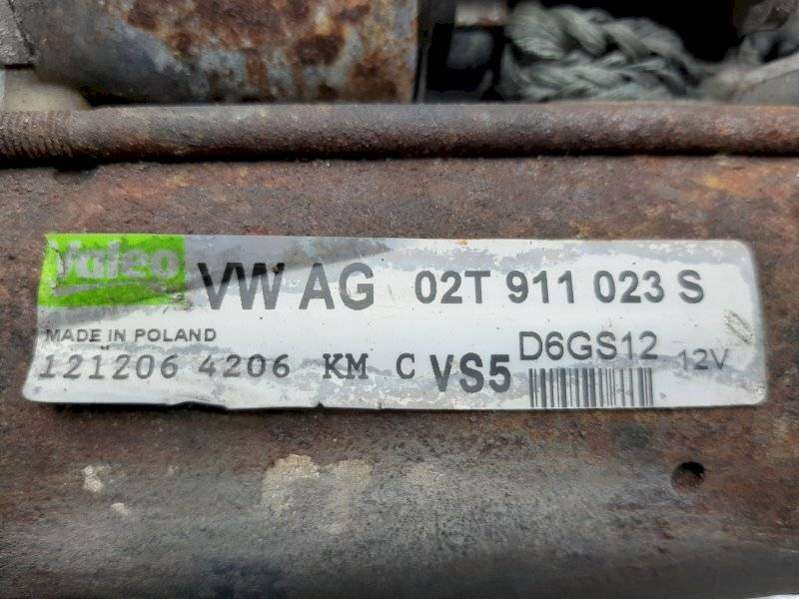 Valeo VW AG 02T 911 023 S
MADE IN POLAND
121206 4206 KM C VS5 D6GS12 12V